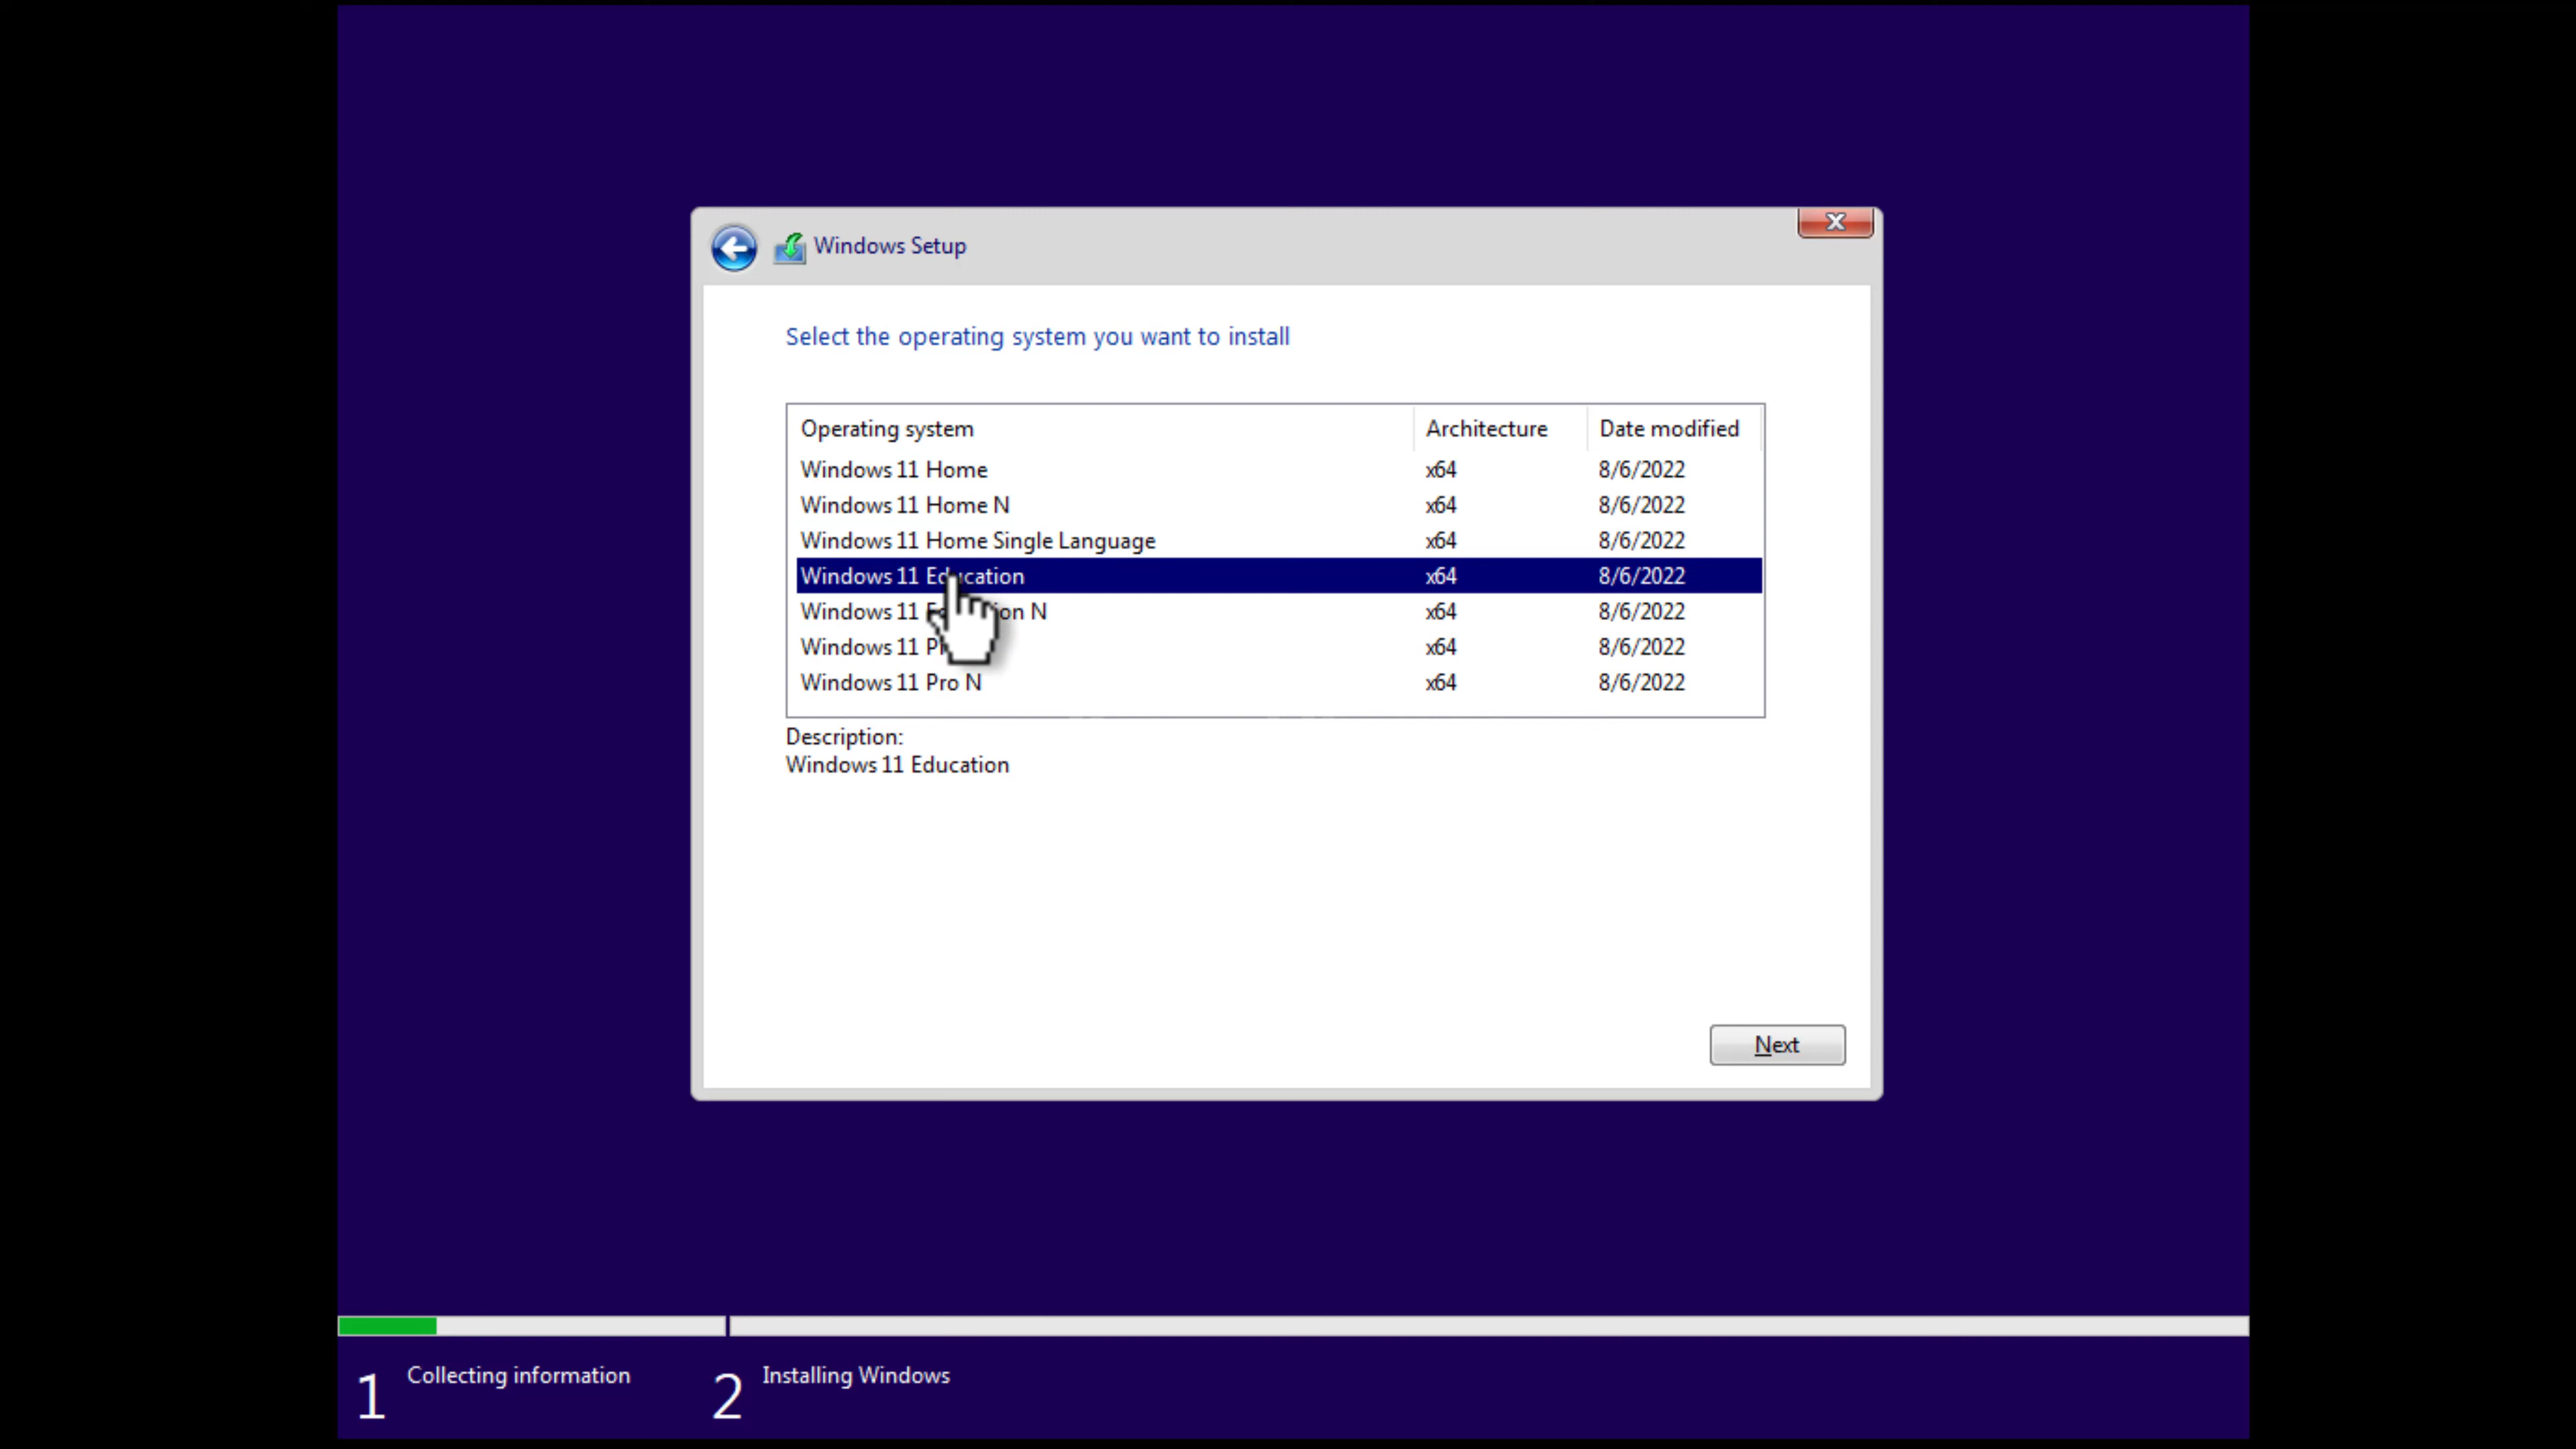 Windows Setup
Select the operating system you want to install
Operating system Architecture Date modified
Windows 11 Home x64 8/6/2022
Windows 11 Home N x64 8/6/2022
Windows 11 Home Single Language x64 8/6/2022
Windows 11 Education x64 8/6/2022
Windows 11 Education N x64 8/6/2022
Windows 11 x64 8/6/2022
Windows 11 Pro N x64 8/6/2022
Description:
Windows 11 Education
Next
1 Collecting information 2 Installing Windows